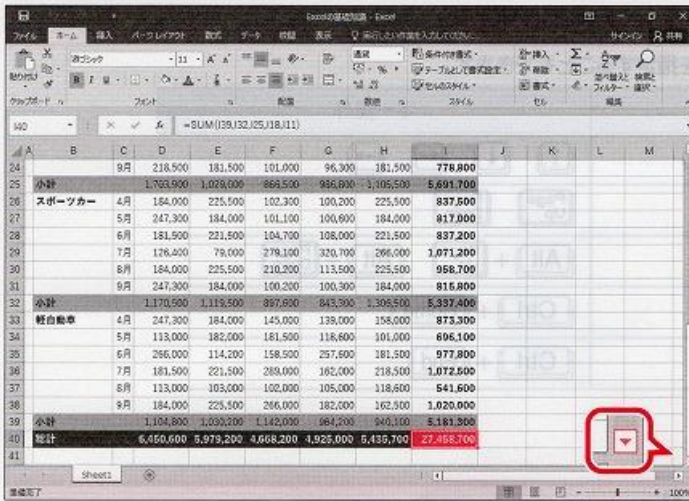 Excelの基礎知識 - Excel
ファイル ホーム 挿入 ページレイアウト 数式 データ 校閲 表示 実行したい作業を入力してください サインイン 共有
貼り付け 游ゴシック 11 標準 条件付き書式 挿入
B I U テーブルとして書式設定 削除 並べ替えと 検索と
セルのスタイル 書式 フィルター 選択
クリップボード フォント 配置 数値 スタイル セル 編集
I40 =SUM(I39,I32,I25,I18,I11)
A B C D E F G H I J K L M
24 9月 218,500 181,500 101,000 96,300 181,500 778,800
25 小計 1,703,900 1,029,000 866,500 986,800 1,105,500 5,691,700
26 スポーツカー 4月 184,000 225,500 102,300 100,200 225,500 837,500
27 5月 247,300 184,000 101,100 100,600 184,000 817,000
28 6月 181,500 221,500 104,700 108,000 221,500 837,200
29 7月 126,400 79,000 279,100 320,700 266,000 1,071,200
30 8月 184,000 225,500 210,200 113,500 225,500 958,700
31 9月 247,300 184,000 100,200 100,300 184,000 815,800
32 小計 1,170,500 1,119,500 897,600 843,300 1,306,500 5,337,400
33 軽自動車 4月 247,300 184,000 145,000 139,000 158,000 873,300
34 5月 113,000 182,000 181,500 118,600 101,000 696,100
35 6月 266,000 114,200 158,500 257,600 181,500 977,800
36 7月 181,500 221,500 289,000 162,000 218,500 1,072,500
37 8月 113,000 103,000 102,000 105,000 118,600 541,600
38 9月 184,000 225,500 266,000 182,000 162,500 1,020,000
39 小計 1,104,800 1,030,200 1,142,000 964,200 940,100 5,181,300
40 総計 6,450,600 5,979,200 4,668,200 4,925,000 5,435,700 27,458,700
41
Sheet1
準備完了 100%